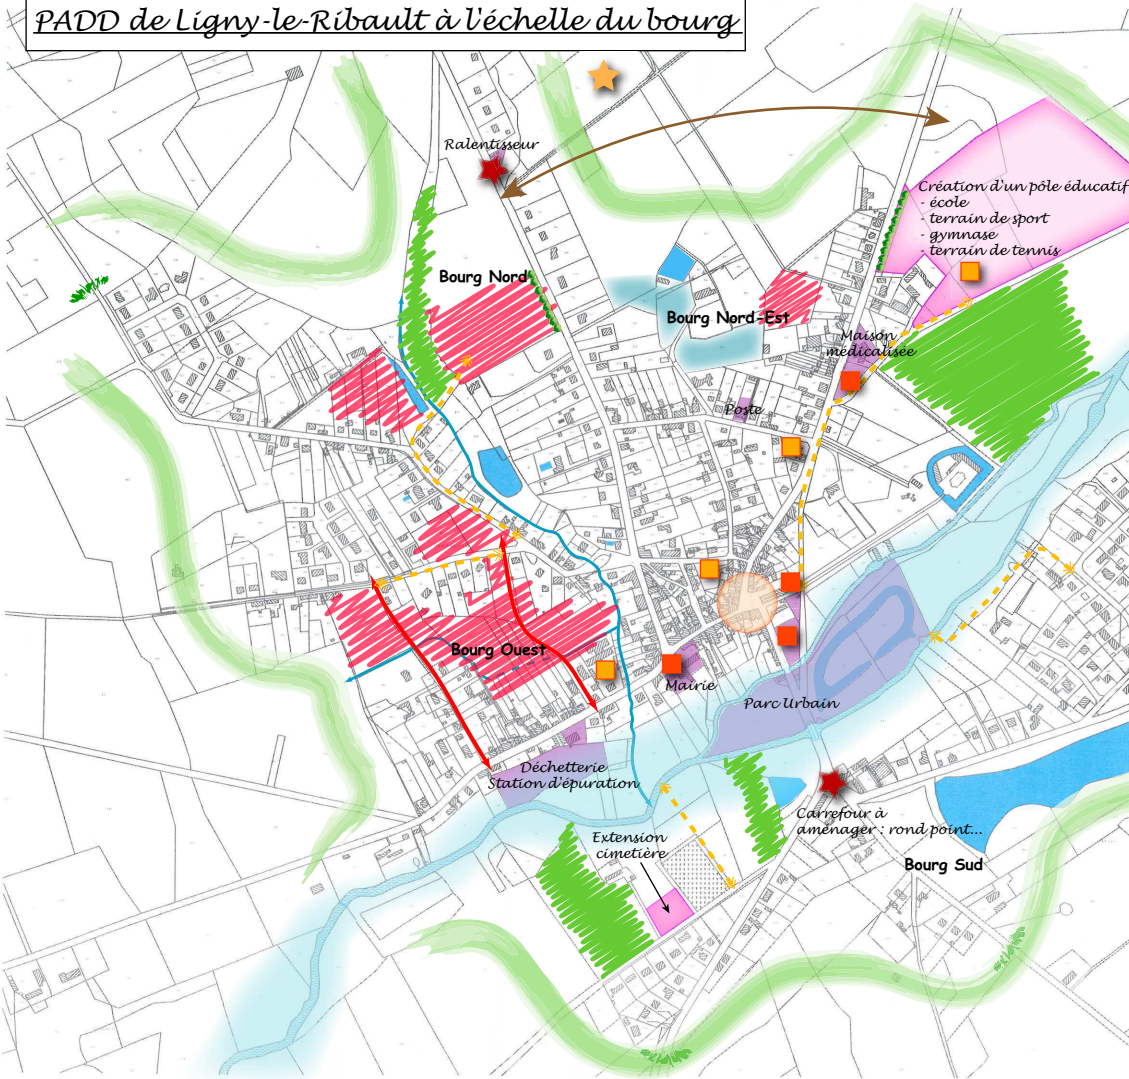 PADD de Ligny-le-Ribault à l'échelle du bourg
Ralentisseur
Création d'un pôle éducatif
- école
- terrain de sport
- gymnase
- terrain de tennis
Bourg Nord
Bourg Nord-Est
Maison
médicalisée
Poste
Bourg Ouest
Mairie
Parc Urbain
Déchetterie
Station d'épuration
Carrefour à
aménager : rond point...
Extension
cimetière
Bourg Sud